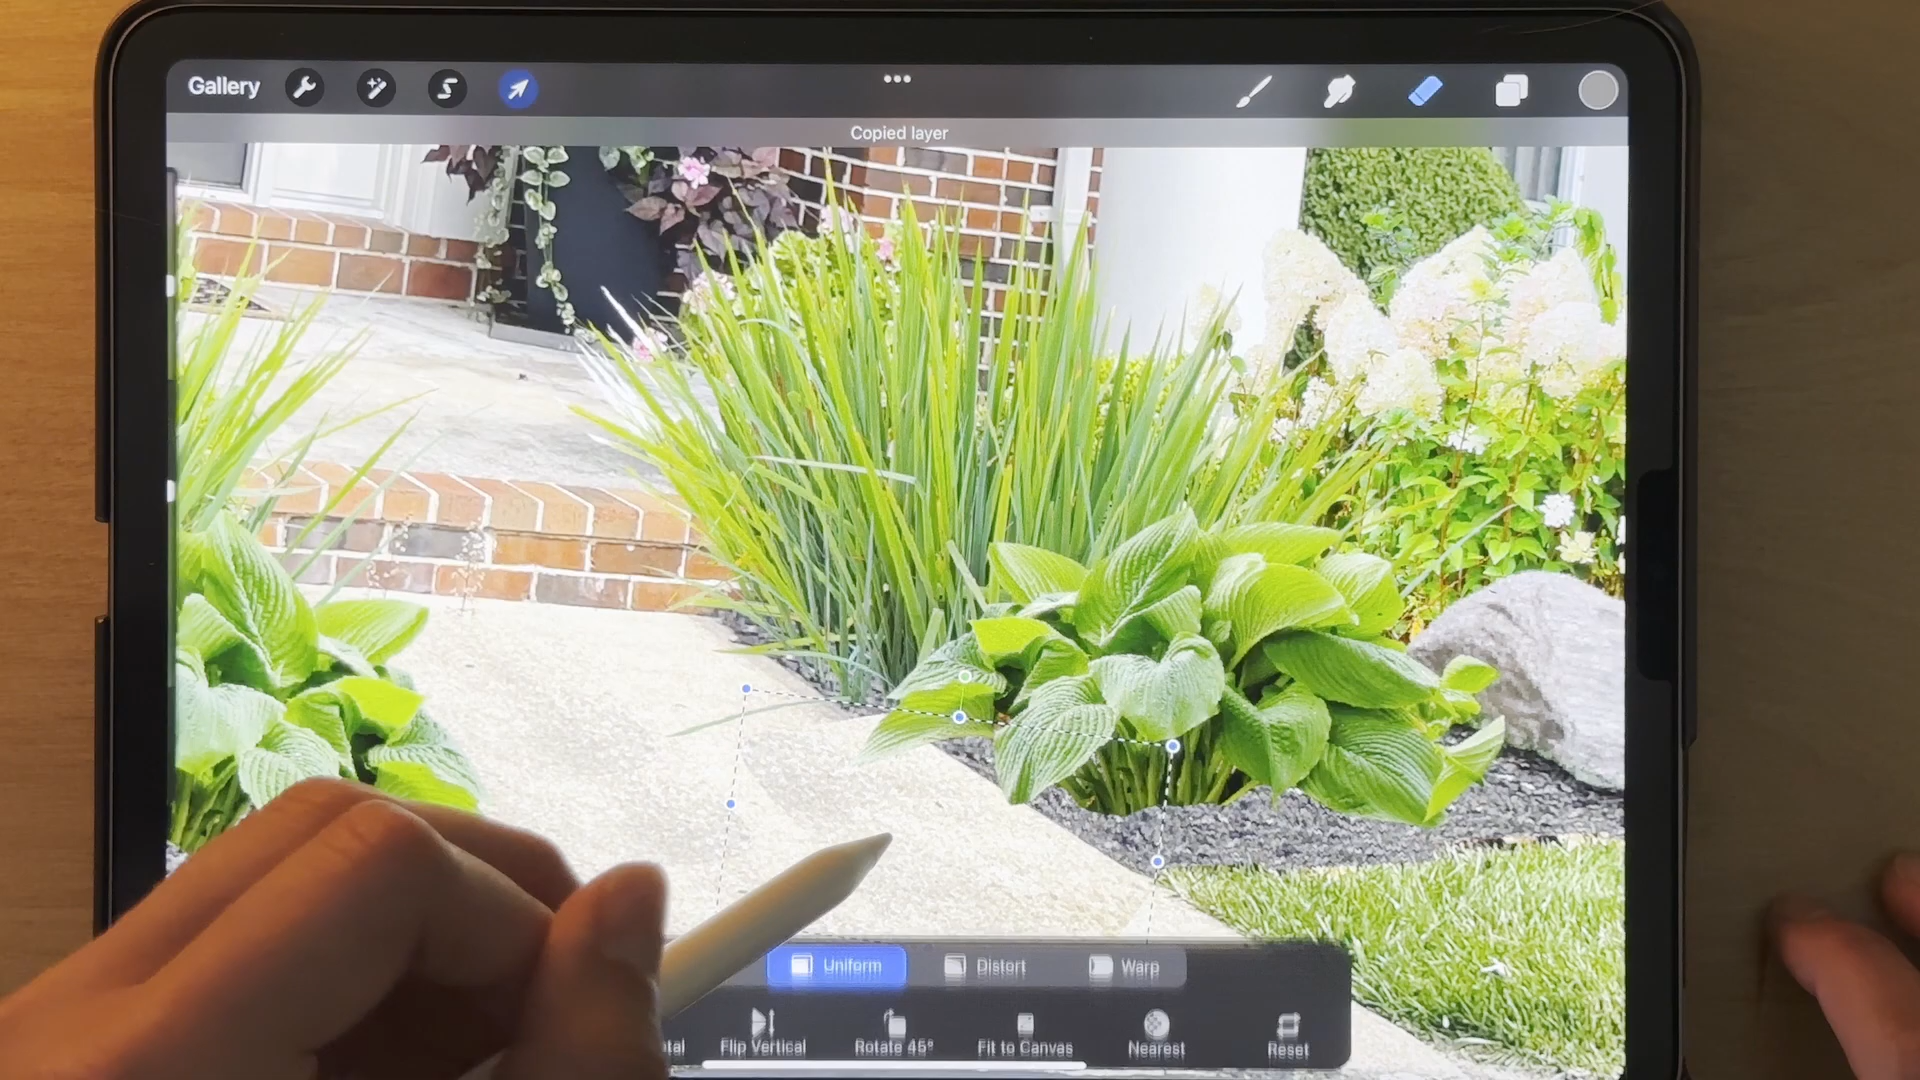 Gallery
Copied layer
Uniform
Distort
Warp
Flip Vertical
Rotate 45°
Fit to Canvas
Nearest
Reset